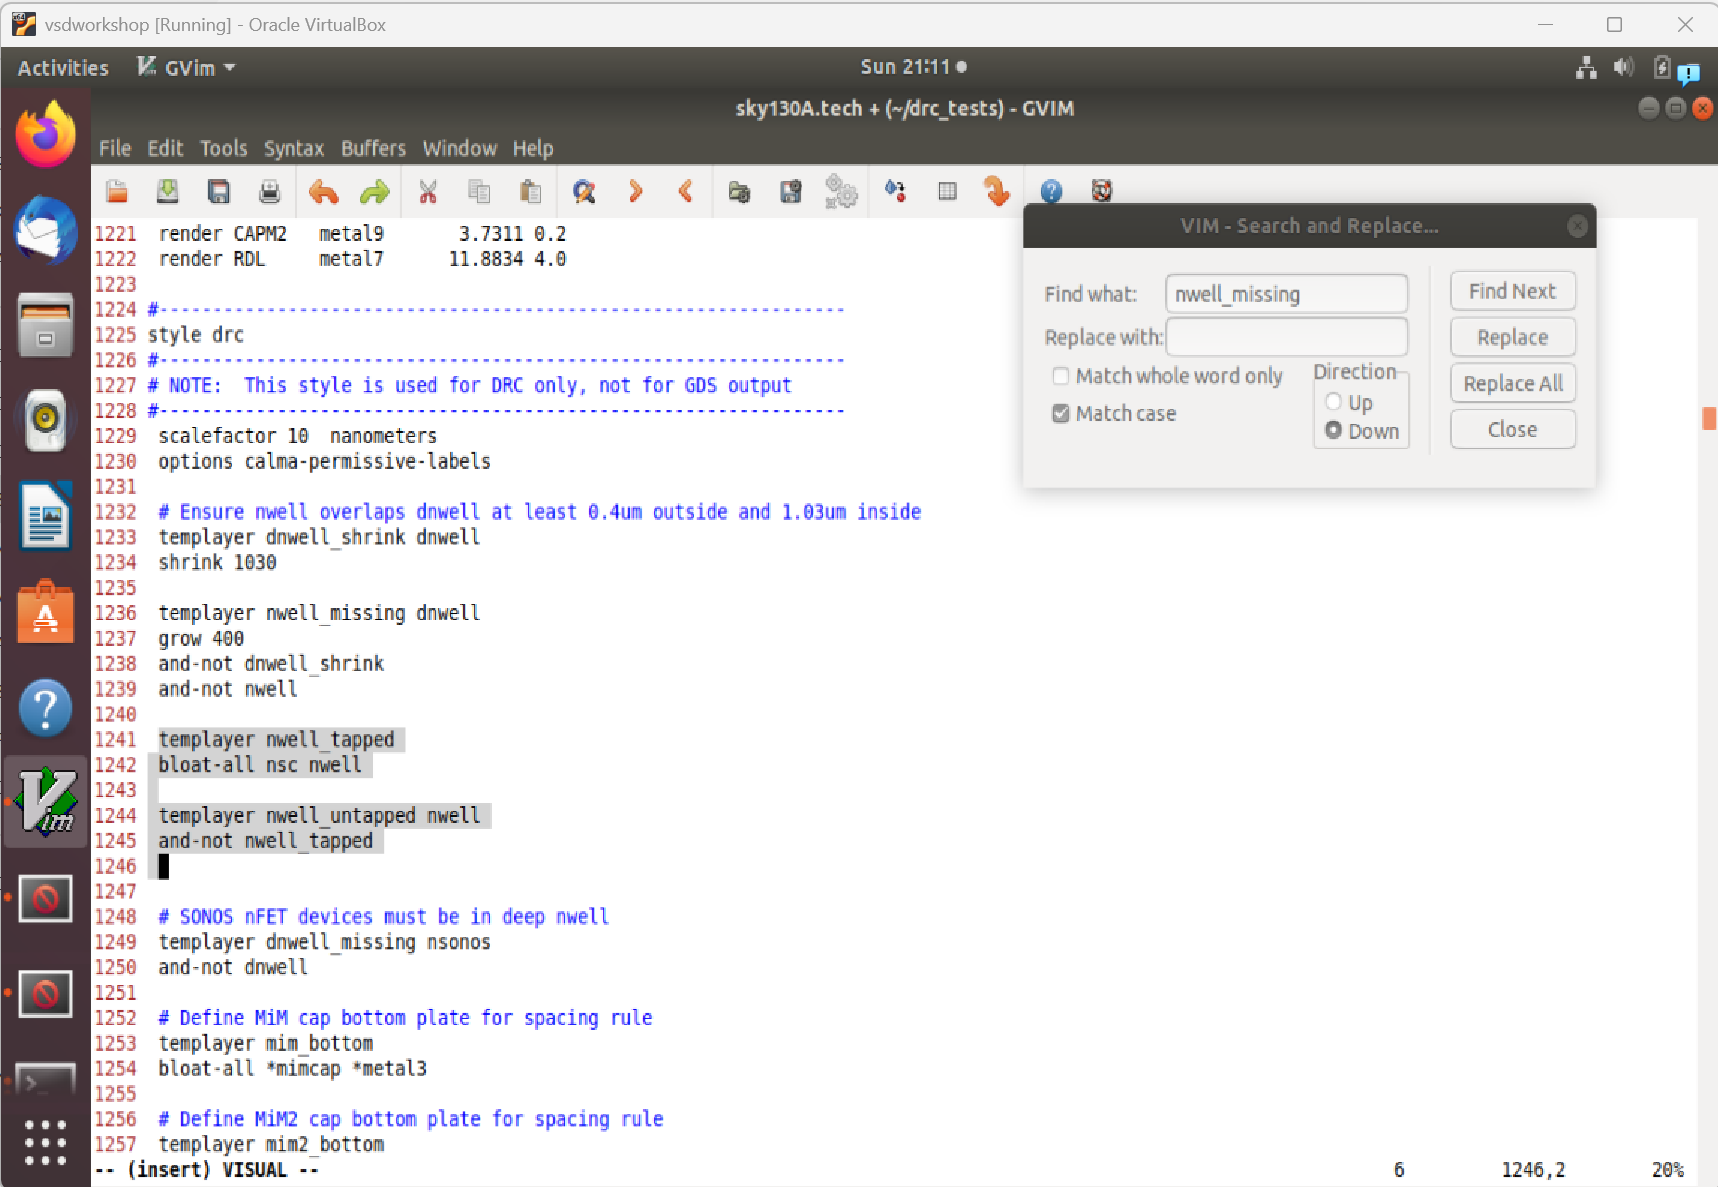 vsdworkshop [Running] - Oracle VirtualBox
Activities GVim Sun 21:11
sky130A.tech + (~/drc_tests) - GVIM
File Edit Tools Syntax Buffers Window Help
VIM - Search and Replace...
Find what: nwell_missing Find Next
Replace with: Replace
Match whole word only Direction Replace All
Match case Up
Down Close
1221 render CAPM2 metal9 3.7311 0.2
1222 render RDL metal7 11.8834 4.0
1223
1224 #----------------------------------------------------------------
1225 style drc
1226 #----------------------------------------------------------------
1227 # NOTE:  This style is used for DRC only, not for GDS output
1228 #----------------------------------------------------------------
1229 scalefactor 10  nanometers
1230 options calma-permissive-labels
1231
1232 # Ensure nwell overlaps dnwell at least 0.4um outside and 1.03um inside
1233 templayer dnwell_shrink dnwell
1234 shrink 1030
1235
1236 templayer nwell_missing dnwell
1237 grow 400
1238 and-not dnwell_shrink
1239 and-not nwell
1240
1241 templayer nwell_tapped
1242 bloat-all nsc nwell
1243
1244 templayer nwell_untapped nwell
1245 and-not nwell_tapped
1246
1247
1248 # SONOS nFET devices must be in deep nwell
1249 templayer dnwell_missing nsonos
1250 and-not dnwell
1251
1252 # Define MiM cap bottom plate for spacing rule
1253 templayer mim_bottom
1254 bloat-all *mimcap *metal3
1255
1256 # Define MiM2 cap bottom plate for spacing rule
1257 templayer mim2_bottom
-- (insert) VISUAL -- 6 1246,2 20%